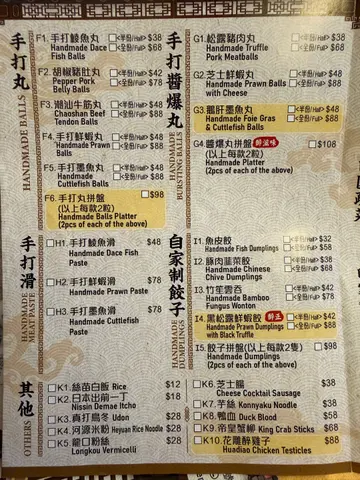 手打丸
HANDMADE BALLS
F1. 手打鯪魚丸 <半份/Half> $38
Handmade Dace <全份/Full> $68
Fish Balls
F2. 胡椒豬肚丸 <半份/Half> $42
Pepper Pork <全份/Full> $78
Belly Balls
F3. 潮汕牛筋丸 <半份/Half> $48
Chaoshan Beef <全份/Full> $88
Tendon Balls
F4. 手打鮮蝦丸 <半份/Half> $48
Handmade Prawn <全份/Full> $88
Balls
F5. 手打墨魚丸 <半份/Half> $48
Handmade <全份/Full> $88
Cuttlefish Balls
F6. 手打丸拼盤 $98
(以上每款2粒)
Handmade Balls Platter
(2pcs of each of the above)
手打醬爆丸
HANDMADE BURSTING BALLS
G1. 松露豬肉丸 <半份/Half> $38
Handmade Truffle <全份/Full> $68
Pork Meatballs
G2. 芝士鮮蝦丸 <半份/Half> $48
Handmade Prawn Balls <全份/Full> $88
with Cheese
G3. 鵝肝墨魚丸 <半份/Half> $48
Handmade Foie Gras <全份/Full> $88
& Cuttlefish Balls
G4. 醬爆丸拼盤 $108
(以上每款2粒)
Handmade Balls
Platter
(2pcs of each of the above)
手打滑
HANDMADE MEAT PASTE
H1. 手打鯪魚滑 $48
Handmade Dace Fish
Paste
H2. 手打鮮蝦滑 $78
Handmade Prawn Paste
H3. 手打墨魚滑 $78
Handmade Cuttlefish
Paste
自家制餃子
HANDMADE DUMPLINGS
I1. 魚皮餃 <半份/Half> $32
Handmade Fish Dumplings <全份/Full> $58
I2. 豚肉韮菜餃 <半份/Half> $38
Handmade Chinese <全份/Full> $68
Chive Dumplings
I3. 竹笙雲吞 <半份/Half> $38
Handmade Bamboo <全份/Full> $68
Fungus Wonton
I4. 黑松露鮮蝦餃 <半份/Half> $42
Handmade Prawn Dumplings <全份/Full> $78
with Black Truffle
I5. 餃子拼盤(以上每款2隻) $98
Handmade Dumplings
(2pcs of each of the above)
其他
OTHERS
K1. 絲苗白飯 Rice $12
K2. 日本出前一丁 $18
Nissin Demae Itcho
K3. 真打烏冬 Udon $28
K4. 河源米粉 Heyuan Rice Noodle $28
K5. 龍口粉絲 $28
Longkou Vermicelli
K6. 芝士腸 $38
Cheese Cocktail Sausage
K7. 芋絲 Konnyaku Noodle $38
K8. 鴨血 Duck Blood $58
K9. 帝皇蟹柳 King Crab Sticks $68
K10. 花雕醉雞子 $88
Huadiao Chicken Testicles